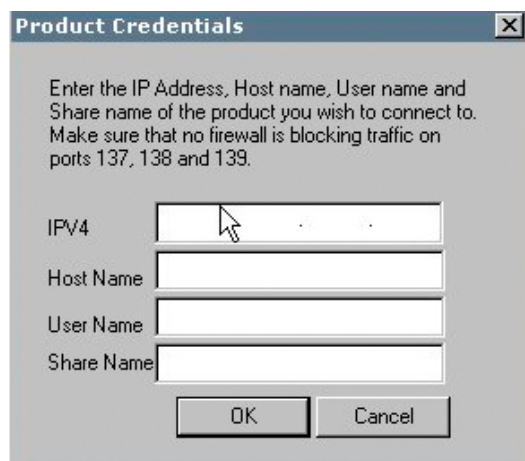 Product Credentials
Enter the IP Address, Host name, User name and
Share name of the product you wish to connect to.
Make sure that no firewall is blocking traffic on
ports 137, 138 and 139.
IPV4
Host Name
User Name
Share Name
OK Cancel